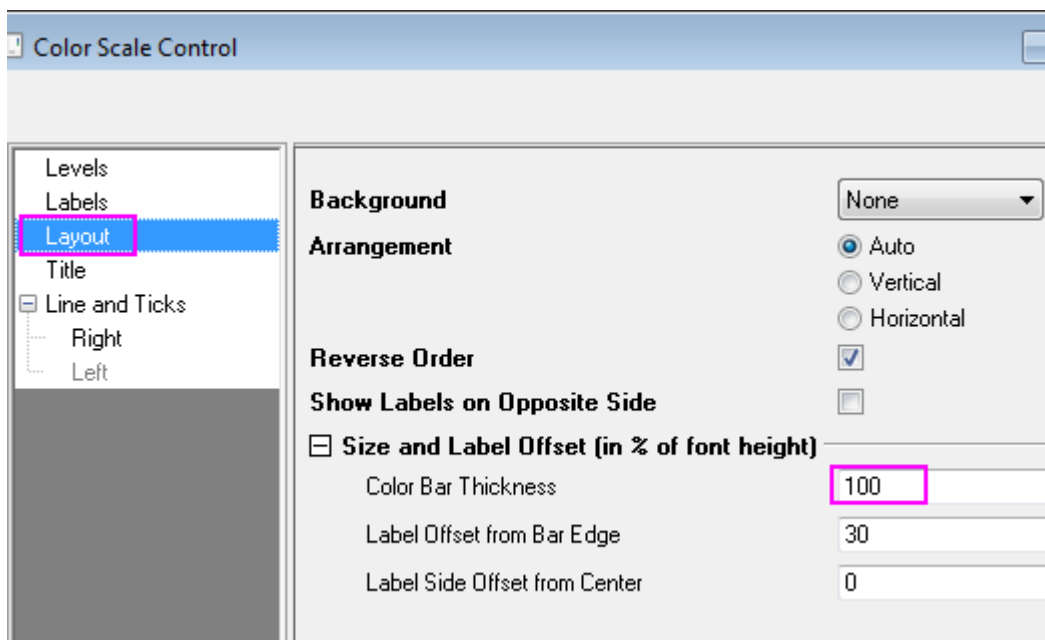 Color Scale Control
Levels
Labels
Layout
Title
Line and Ticks
Right
Left
Background None
Arrangement Auto
Vertical
Horizontal
Reverse Order
Show Labels on Opposite Side
Size and Label Offset (in % of font height)
Color Bar Thickness 100
Label Offset from Bar Edge 30
Label Side Offset from Center 0